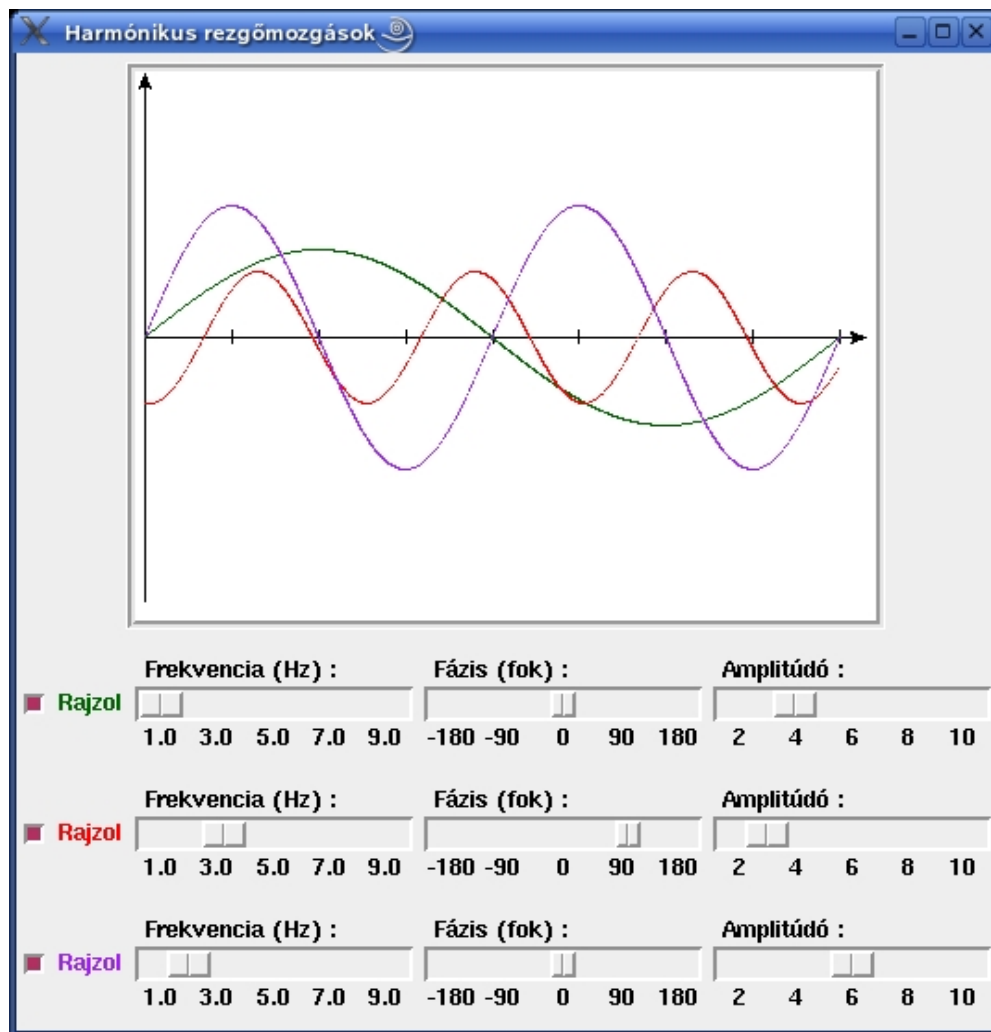 Harmónikus rezgőmozgások
Frekvencia (Hz) : Fázis (fok) : Amplitúdó :
Rajzol
1.0 3.0 5.0 7.0 9.0 -180 -90 0 90 180 2 4 6 8 10
Frekvencia (Hz) : Fázis (fok) : Amplitúdó :
Rajzol
1.0 3.0 5.0 7.0 9.0 -180 -90 0 90 180 2 4 6 8 10
Frekvencia (Hz) : Fázis (fok) : Amplitúdó :
Rajzol
1.0 3.0 5.0 7.0 9.0 -180 -90 0 90 180 2 4 6 8 10